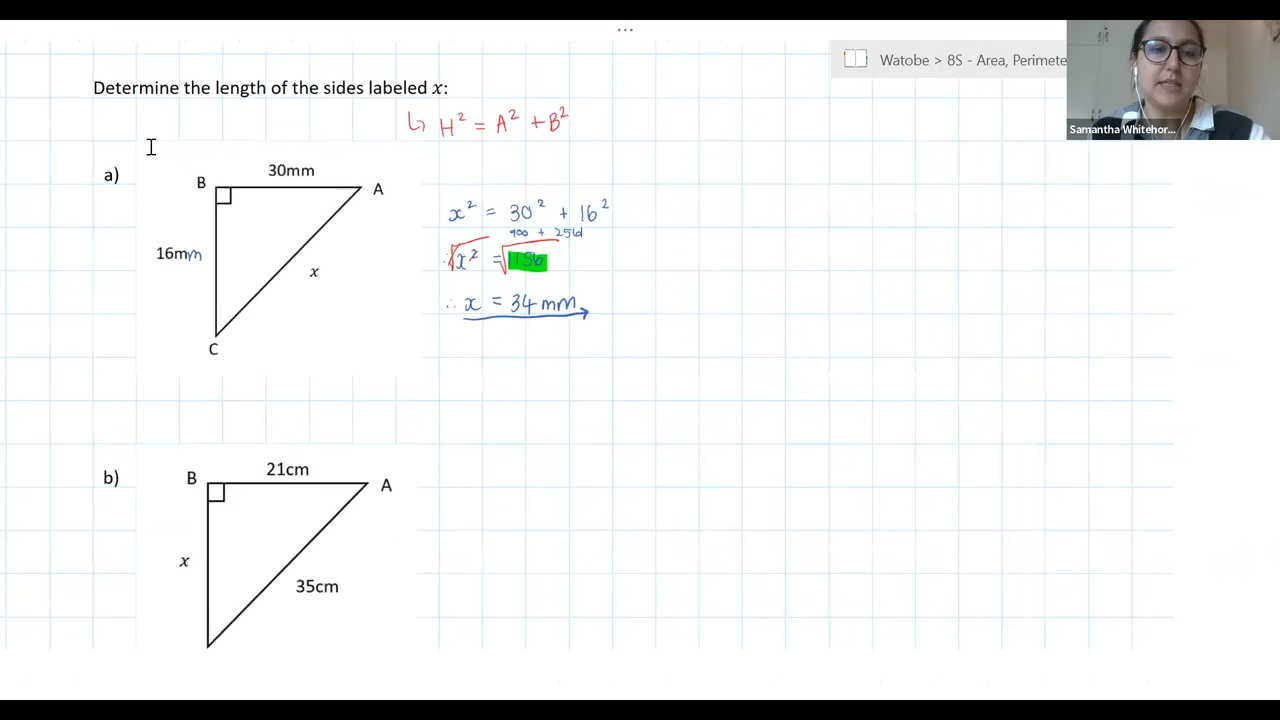 ...
Watobe > 8S - Area, Perimete
Determine the length of the sides labeled x:
↳ H² = A² + B²
Samantha Whitehor...
a)
B
30mm
A
16mm
x
C
x² = 30² + 16²
900 + 256
∴ √x² = √1156
∴ x = 34 mm
b)
B
21cm
A
x
35cm